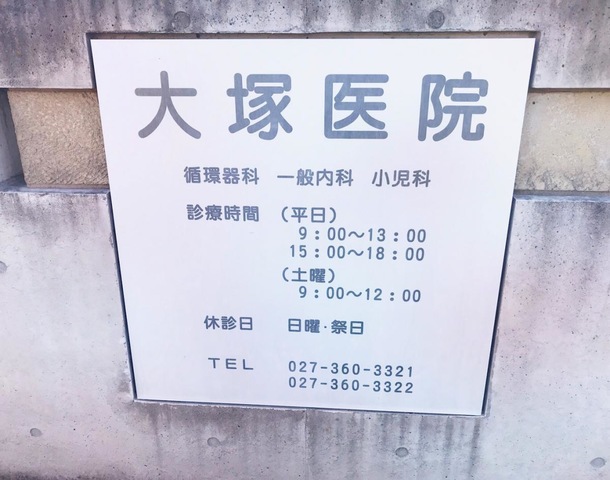 大塚医院
循環器科 一般内科 小児科
診療時間 （平日）
9：00～13：00
15：00～18：00
（土曜）
9：00～12：00
休診日 日曜・祭日
ＴＥＬ 027-360-3321
027-360-3322